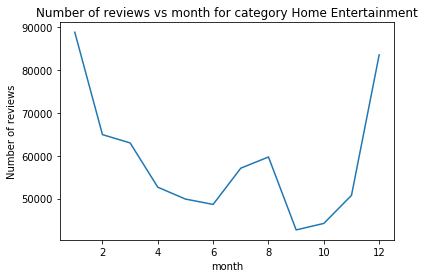 Number of reviews vs month for category Home Entertainment
90000
80000
70000
60000
50000
Number of reviews
2 4 6 8 10 12
month